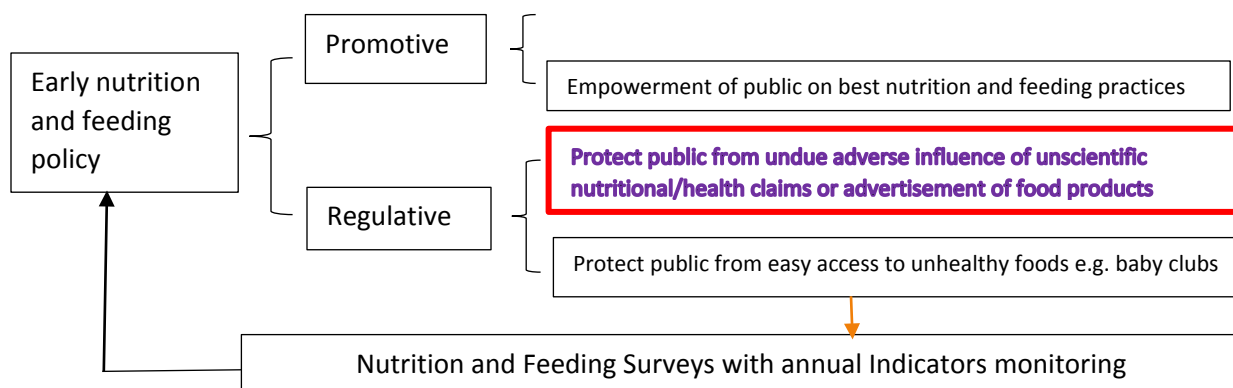 Promotive
Early nutrition
and feeding
policy
Empowerment of public on best nutrition and feeding practices
Protect public from undue adverse influence of unscientific
nutritional/health claims or advertisement of food products
Regulative
Protect public from easy access to unhealthy foods e.g. baby clubs
Nutrition and Feeding Surveys with annual Indicators monitoring